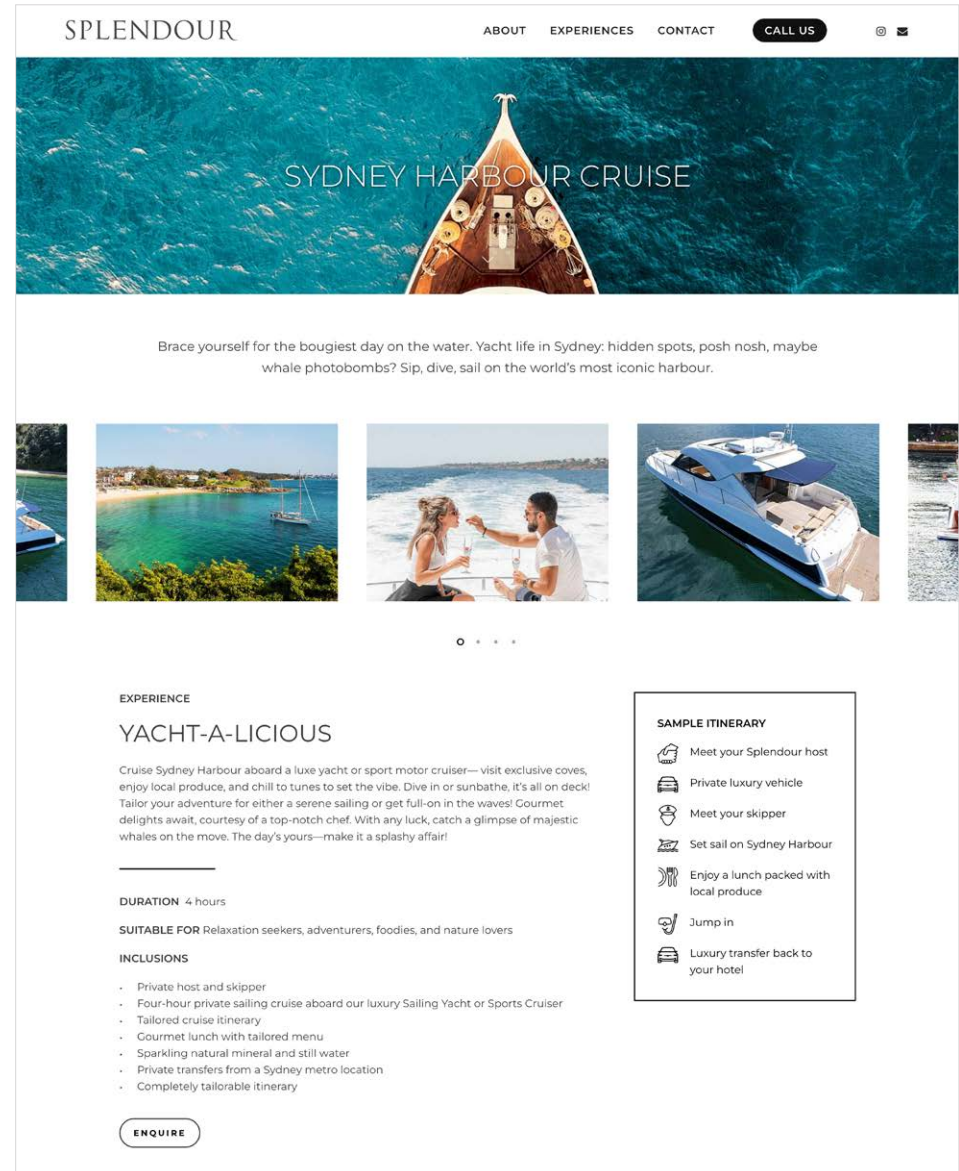 SPLENDOUR
ABOUT EXPERIENCES CONTACT CALL US
SYDNEY HARBOUR CRUISE
Brace yourself for the bougiest day on the water. Yacht life in Sydney: hidden spots, posh nosh, maybe
whale photobombs? Sip, dive, sail on the world's most iconic harbour.
EXPERIENCE
YACHT-A-LICIOUS
Cruise Sydney Harbour aboard a luxe yacht or sport motor cruiser— visit exclusive coves,
enjoy local produce, and chill to tunes to set the vibe. Dive in or sunbathe, it's all on deck!
Tailor your adventure for either a serene sailing or get full-on in the waves! Gourmet
delights await, courtesy of a top-notch chef. With any luck, catch a glimpse of majestic
whales on the move. The day's yours—make it a splashy affair!
DURATION 4 hours
SUITABLE FOR Relaxation seekers, adventurers, foodies, and nature lovers
INCLUSIONS
• Private host and skipper
• Four-hour private sailing cruise aboard our luxury Sailing Yacht or Sports Cruiser
• Tailored cruise itinerary
• Gourmet lunch with tailored menu
• Sparkling natural mineral and still water
• Private transfers from a Sydney metro location
• Completely tailorable itinerary
ENQUIRE
SAMPLE ITINERARY
Meet your Splendour host
Private luxury vehicle
Meet your skipper
Set sail on Sydney Harbour
Enjoy a lunch packed with
local produce
Jump in
Luxury transfer back to
your hotel